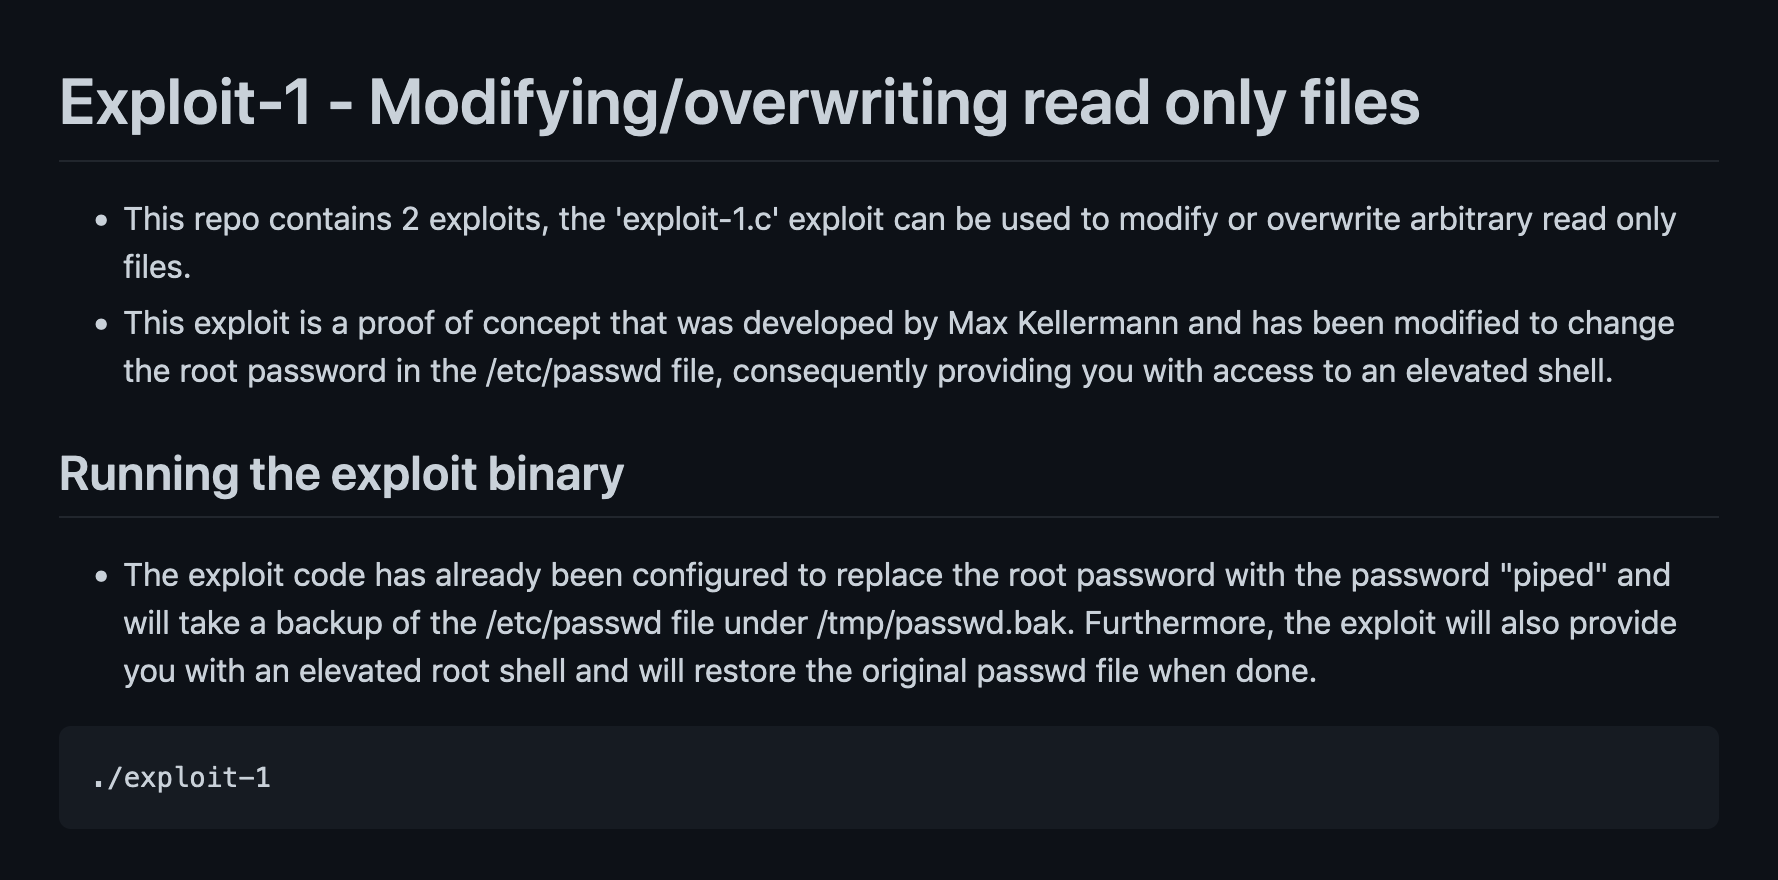 Exploit-1 - Modifying/overwriting read only files
This repo contains 2 exploits, the 'exploit-1.c' exploit can be used to modify or overwrite arbitrary read only
files.
This exploit is a proof of concept that was developed by Max Kellermann and has been modified to change
the root password in the /etc/passwd file, consequently providing you with access to an elevated shell.
Running the exploit binary
The exploit code has already been configured to replace the root password with the password "piped" and
will take a backup of the /etc/passwd file under /tmp/passwd.bak. Furthermore, the exploit will also provide
you with an elevated root shell and will restore the original passwd file when done.
./exploit-1